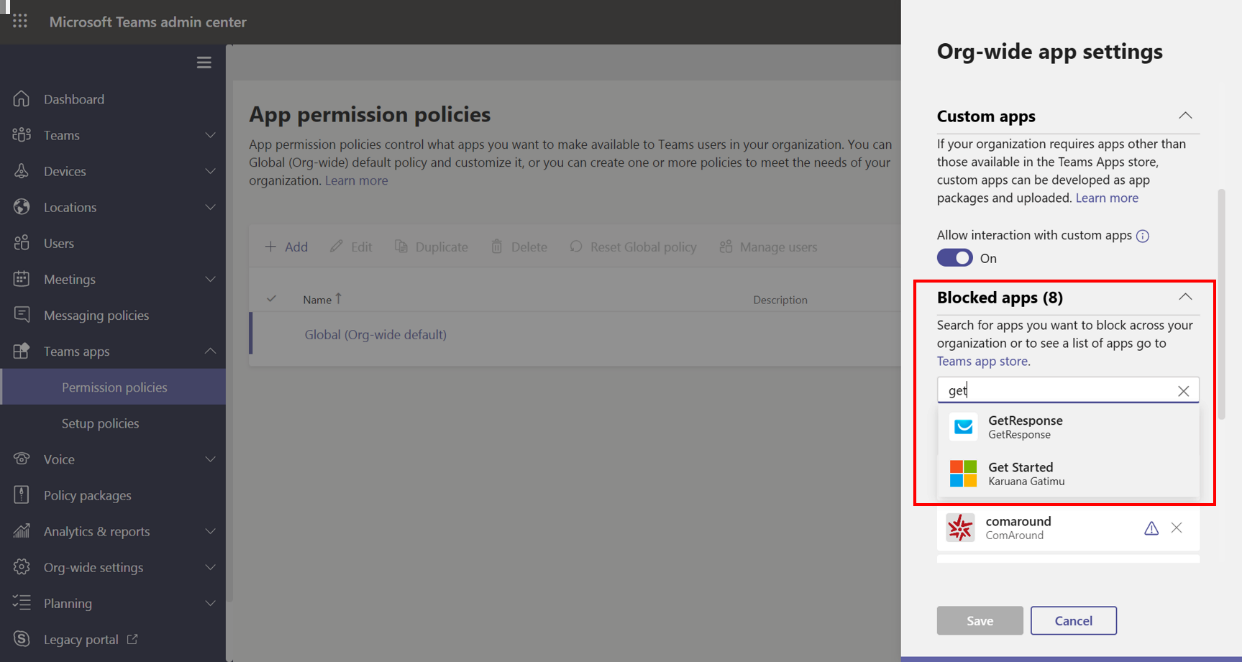 Microsoft Teams admin center
Dashboard
Teams
Devices
Locations
Users
Meetings
Messaging policies
Teams apps
Permission policies
Setup policies
Voice
Policy packages
Analytics & reports
Org-wide settings
Planning
Legacy portal
App permission policies
App permission policies control what apps you want to make available to Teams users in your organization. You can
Global (Org-wide) default policy and customize it, or you can create one or more policies to meet the needs of your
organization. Learn more
Add Edit Duplicate Delete Reset Global policy Manage users
Name ↑ Description
Global (Org-wide default)
Org-wide app settings
Custom apps
If your organization requires apps other than
those available in the Teams Apps store,
custom apps can be developed as app
packages and uploaded. Learn more
Allow interaction with custom apps
On
Blocked apps (8)
Search for apps you want to block across your
organization or to see a list of apps go to
Teams app store.
get
GetResponse
GetResponse
Get Started
Karuana Gatimu
comaround
ComAround
Save Cancel